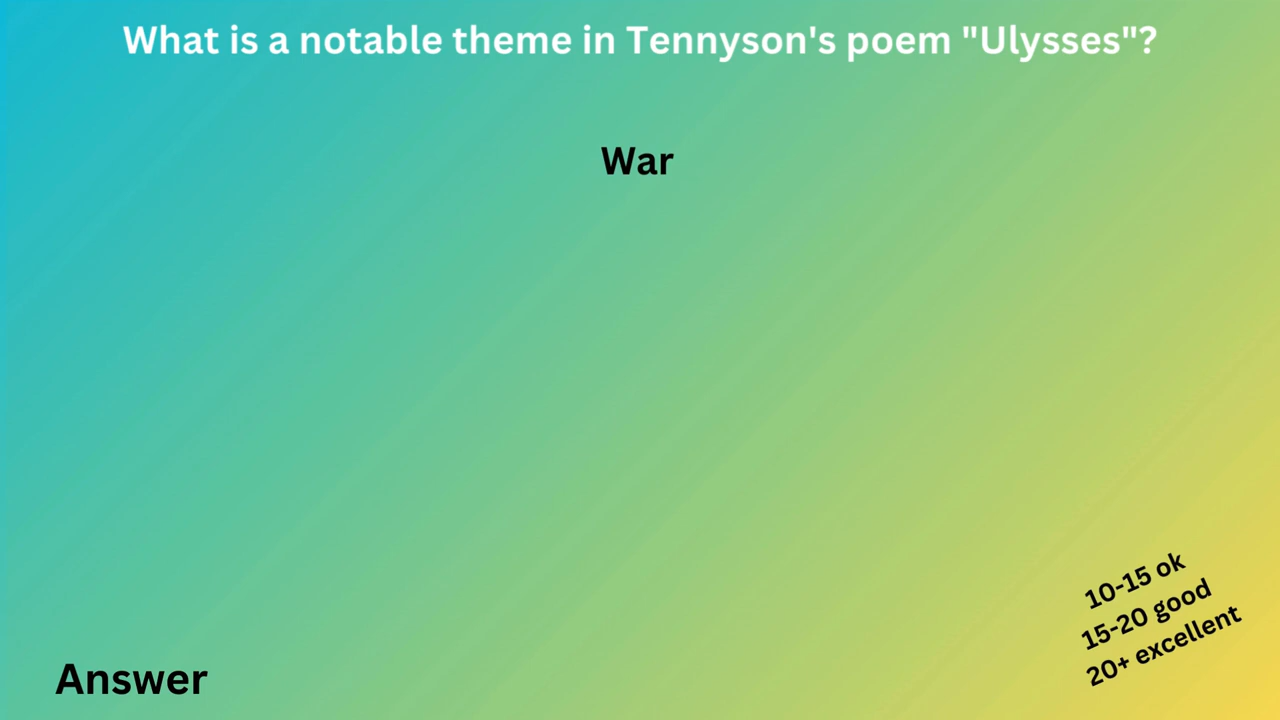 What is a notable theme in Tennyson's poem "Ulysses"?
War
10-15 ok
15-20 good
20+ excellent
Answer